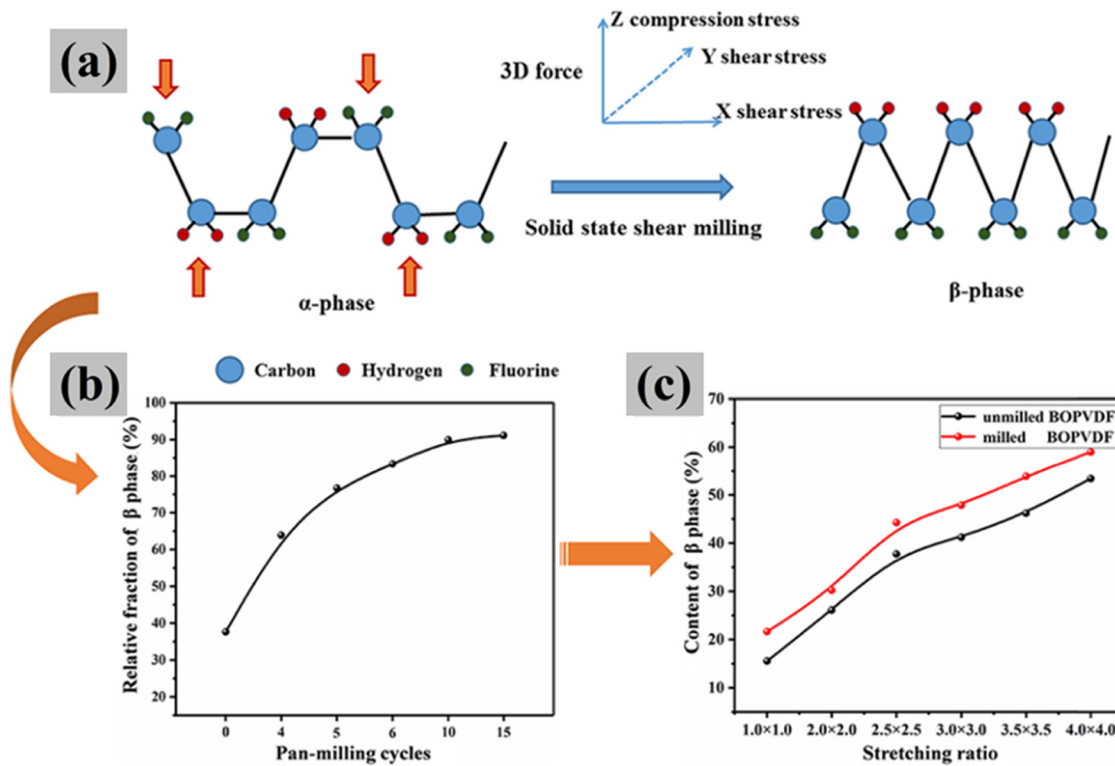 (a)
Z compression stress
Y shear stress
3D force
X shear stress
Solid state shear milling
α-phase
β-phase
(b)
Carbon
Hydrogen
Fluorine
Relative fraction of β phase (%)
100
90
80
70
60
50
40
30
20
0
4
5
6
10
15
Pan-milling cycles
(c)
Content of β phase (%)
70
60
50
40
30
20
10
unmilled BOPVDF
milled BOPVDF
1.0×1.0
2.0×2.0
2.5×2.5
3.0×3.0
3.5×3.5
4.0×4.0
Stretching ratio